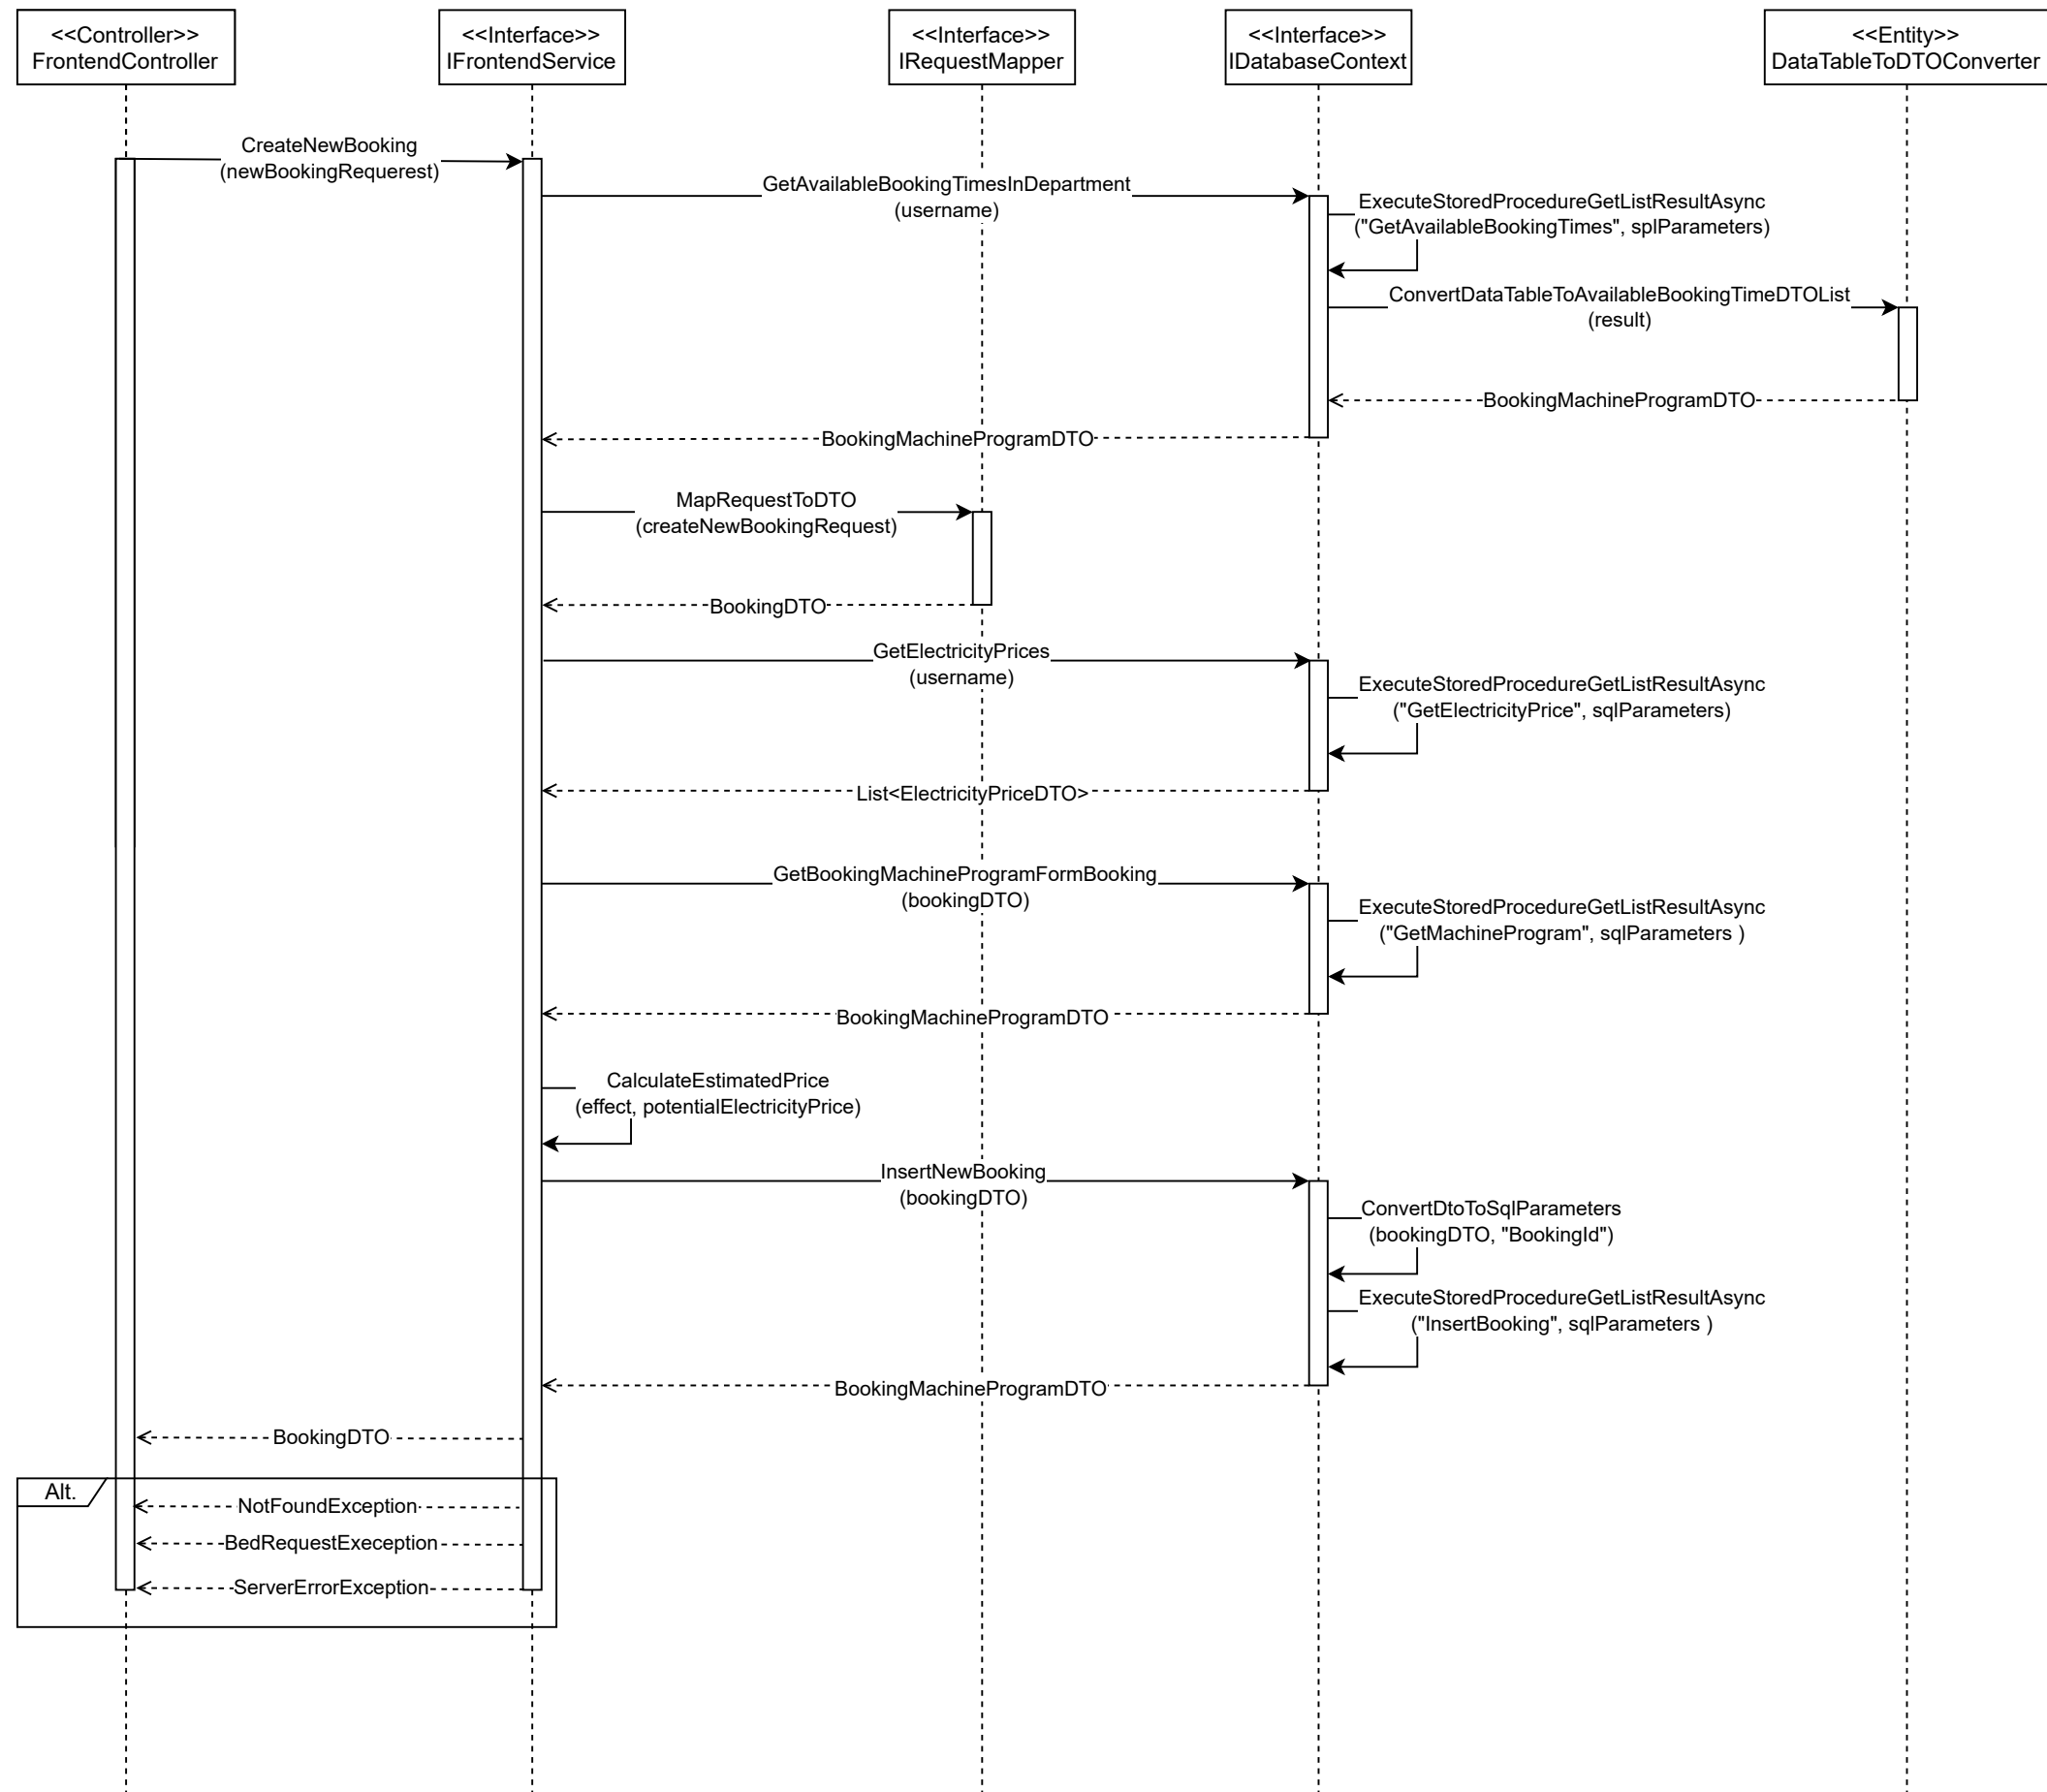 <<Controller>>
FrontendController
<<Interface>>
IFrontendService
<<Interface>>
IRequestMapper
<<Interface>>
IDatabaseContext
<<Entity>>
DataTableToDTOConverter
CreateNewBooking
(newBookingRequerest)
GetAvailableBookingTimesInDepartment
(username)
ExecuteStoredProcedureGetListResultAsync
("GetAvailableBookingTimes", splParameters)
ConvertDataTableToAvailableBookingTimeDTOList
(result)
BookingMachineProgramDTO
BookingMachineProgramDTO
MapRequestToDTO
(createNewBookingRequest)
BookingDTO
GetElectricityPrices
(username)
ExecuteStoredProcedureGetListResultAsync
("GetElectricityPrice", sqlParameters)
List<ElectricityPriceDTO>
GetBookingMachineProgramFormBooking
(bookingDTO)
ExecuteStoredProcedureGetListResultAsync
("GetMachineProgram", sqlParameters )
BookingMachineProgramDTO
CalculateEstimatedPrice
(effect, potentialElectricityPrice)
InsertNewBooking
(bookingDTO)
ConvertDtoToSqlParameters
(bookingDTO, "BookingId")
ExecuteStoredProcedureGetListResultAsync
("InsertBooking", sqlParameters )
BookingMachineProgramDTO
BookingDTO
Alt.
NotFoundException
BedRequestExeception
ServerErrorException